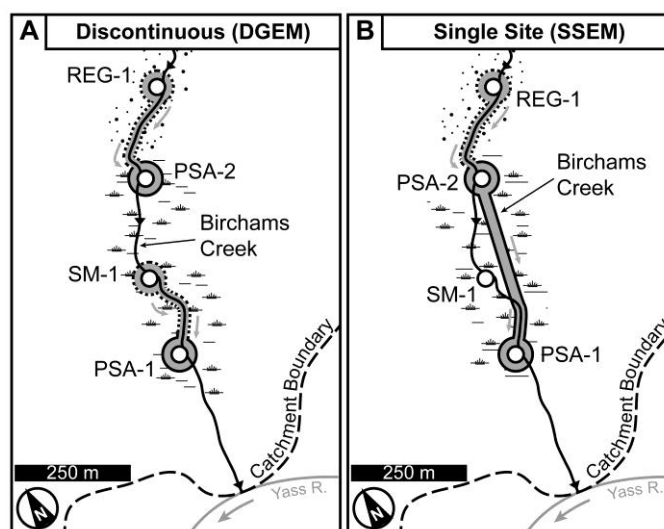 A Discontinuous (DGEM)
REG-1
PSA-2
Birchams
Creek
SM-1
PSA-1
Catchment Boundary
250 m
Yass R.
N
B Single Site (SSEM)
REG-1
PSA-2
Birchams
Creek
SM-1
PSA-1
Catchment Boundary
250 m
Yass R.
N